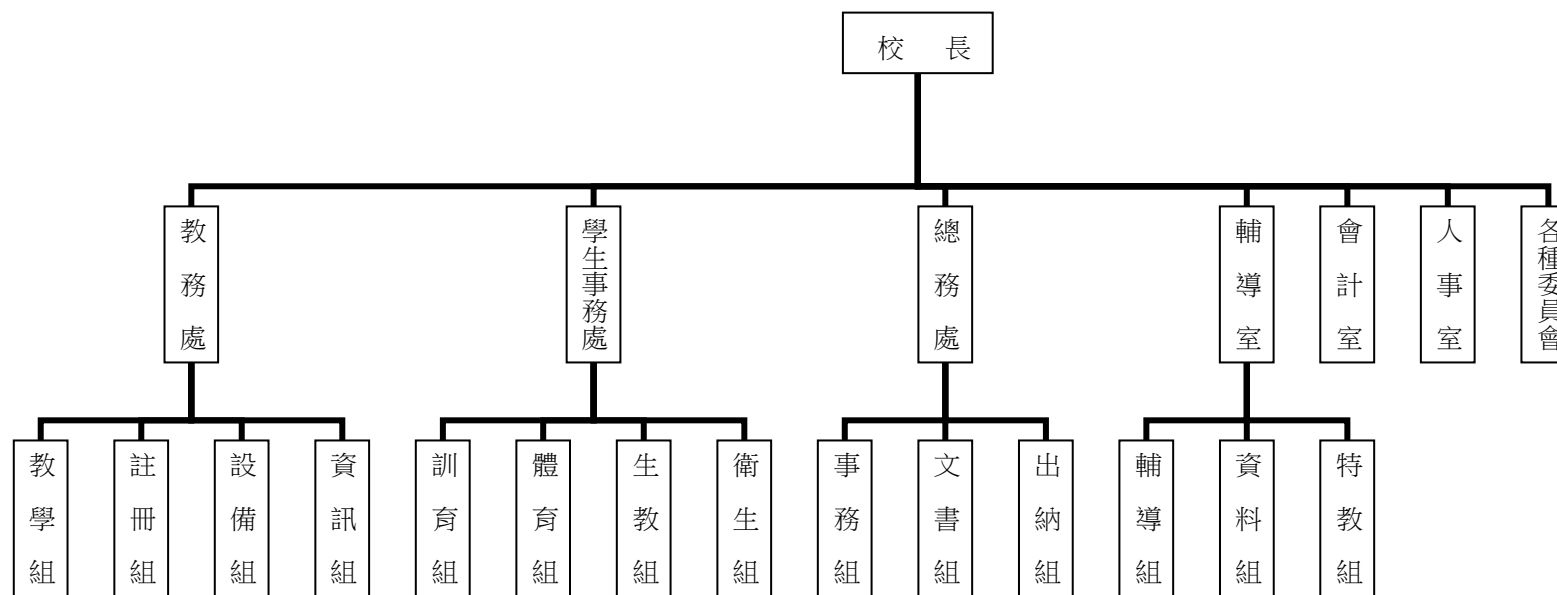 校長
教務處
學生事務處
總務處
輔導室
會計室
人事室
各種委員會
教學組
註冊組
設備組
資訊組
訓育組
體育組
生教組
衛生組
事務組
文書組
出納組
輔導組
資料組
特教組